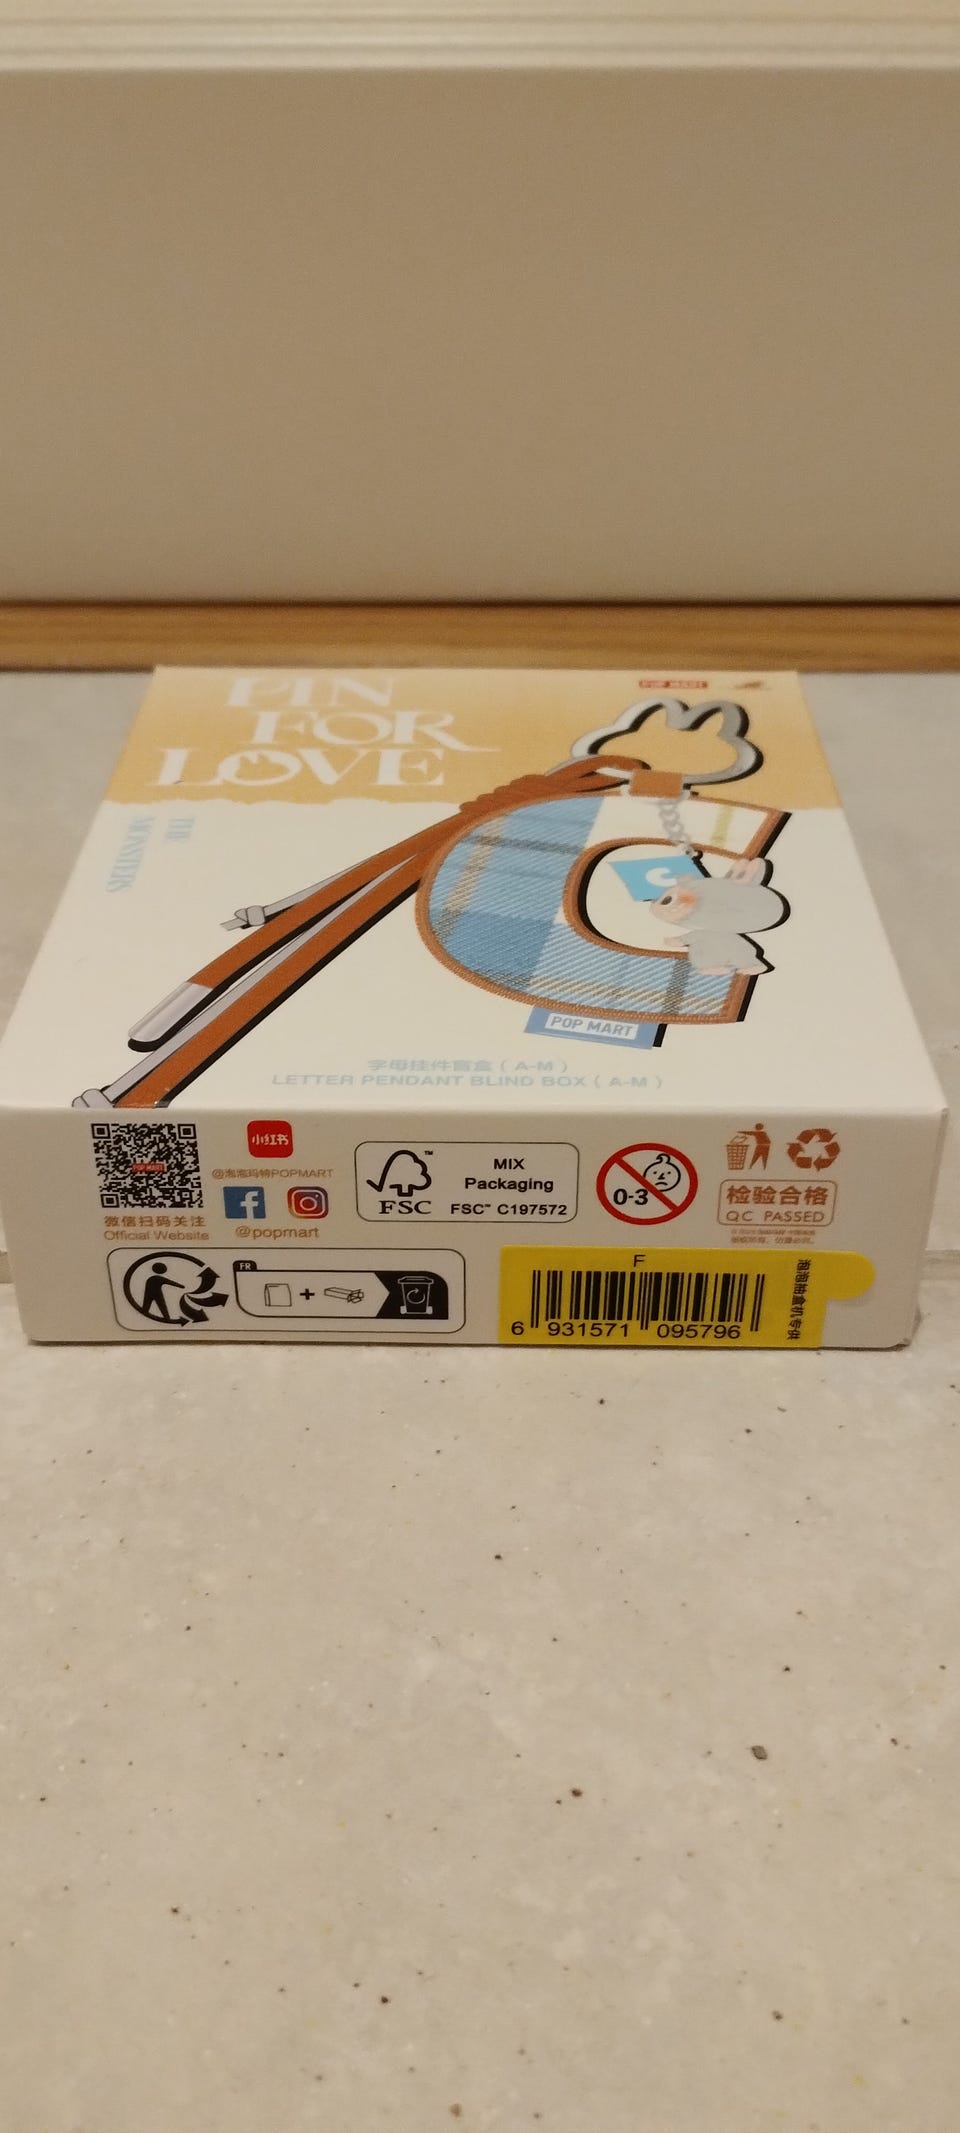 PIN
FOR
LOVE
POP MART
THE
MONSTERS
C
POP MART
字母挂件盲盒（A-M）
LETTER PENDANT BLIND BOX（A-M）
POP MART
微信扫码关注
Official Website
小红书
@泡泡玛特POPMART
@popmart
FSC™
MIX
Packaging
FSC™ C197572
0-3
检验合格
QC PASSED
FR
F
6 931571 095796
泡泡抽盒机专供